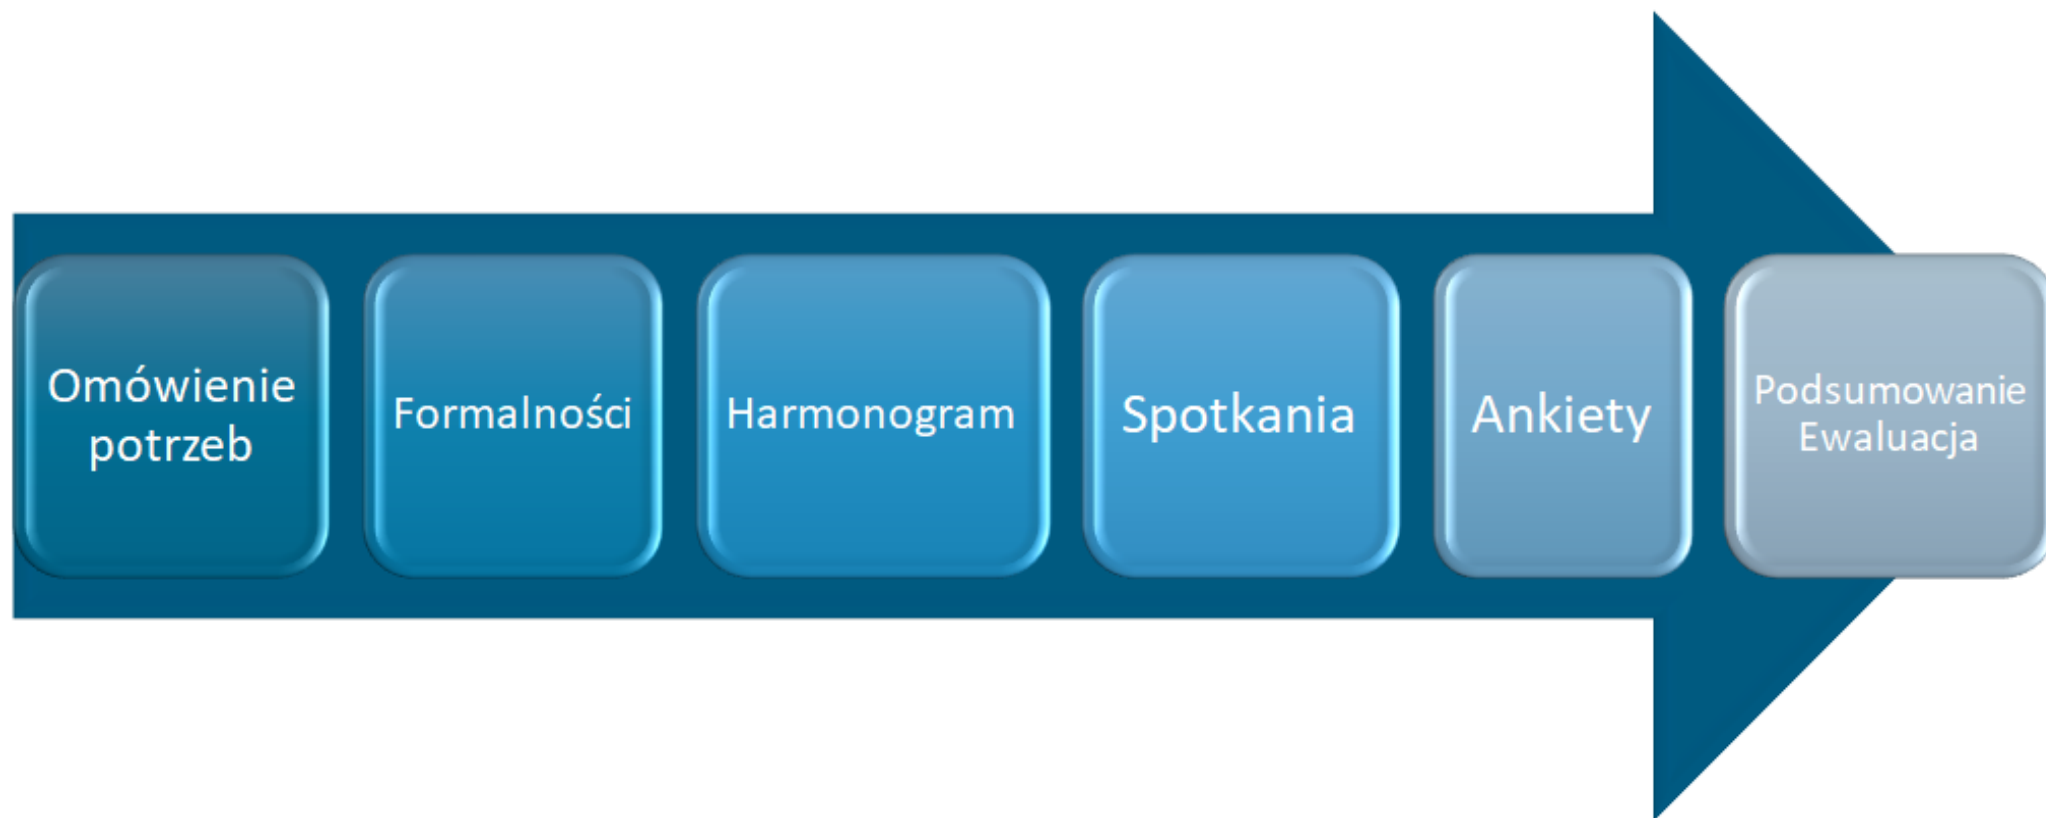 Omówienie
potrzeb
Formalności
Harmonogram
Spotkania
Ankiety
Podsumowanie
Ewaluacja